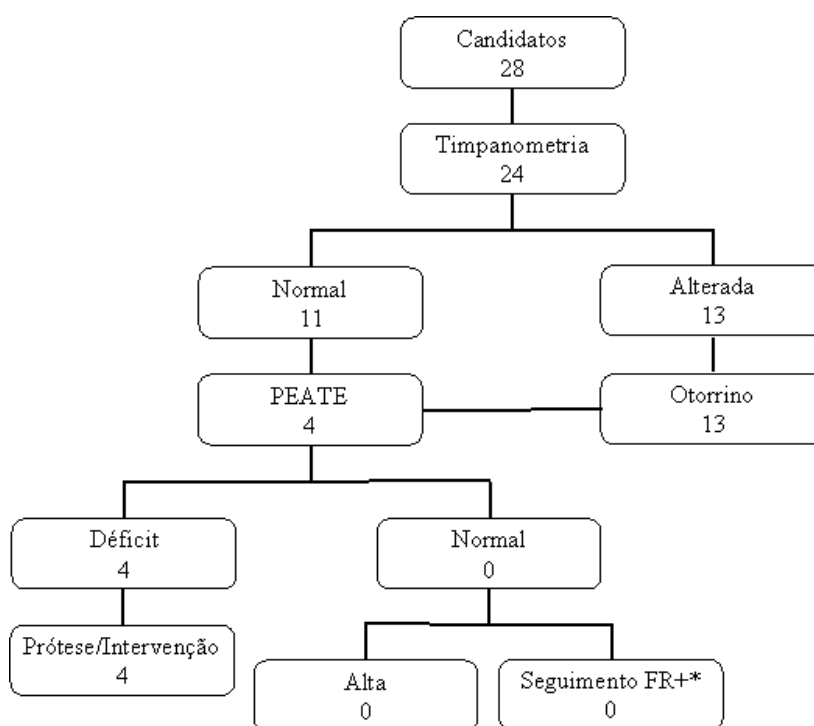 Candidatos
28
Timpanometria
24
Normal
11
Alterada
13
PEATE
4
Otorrino
13
Déficit
4
Normal
0
Prótese/Intervenção
4
Alta
0
Seguimento FR+*
0